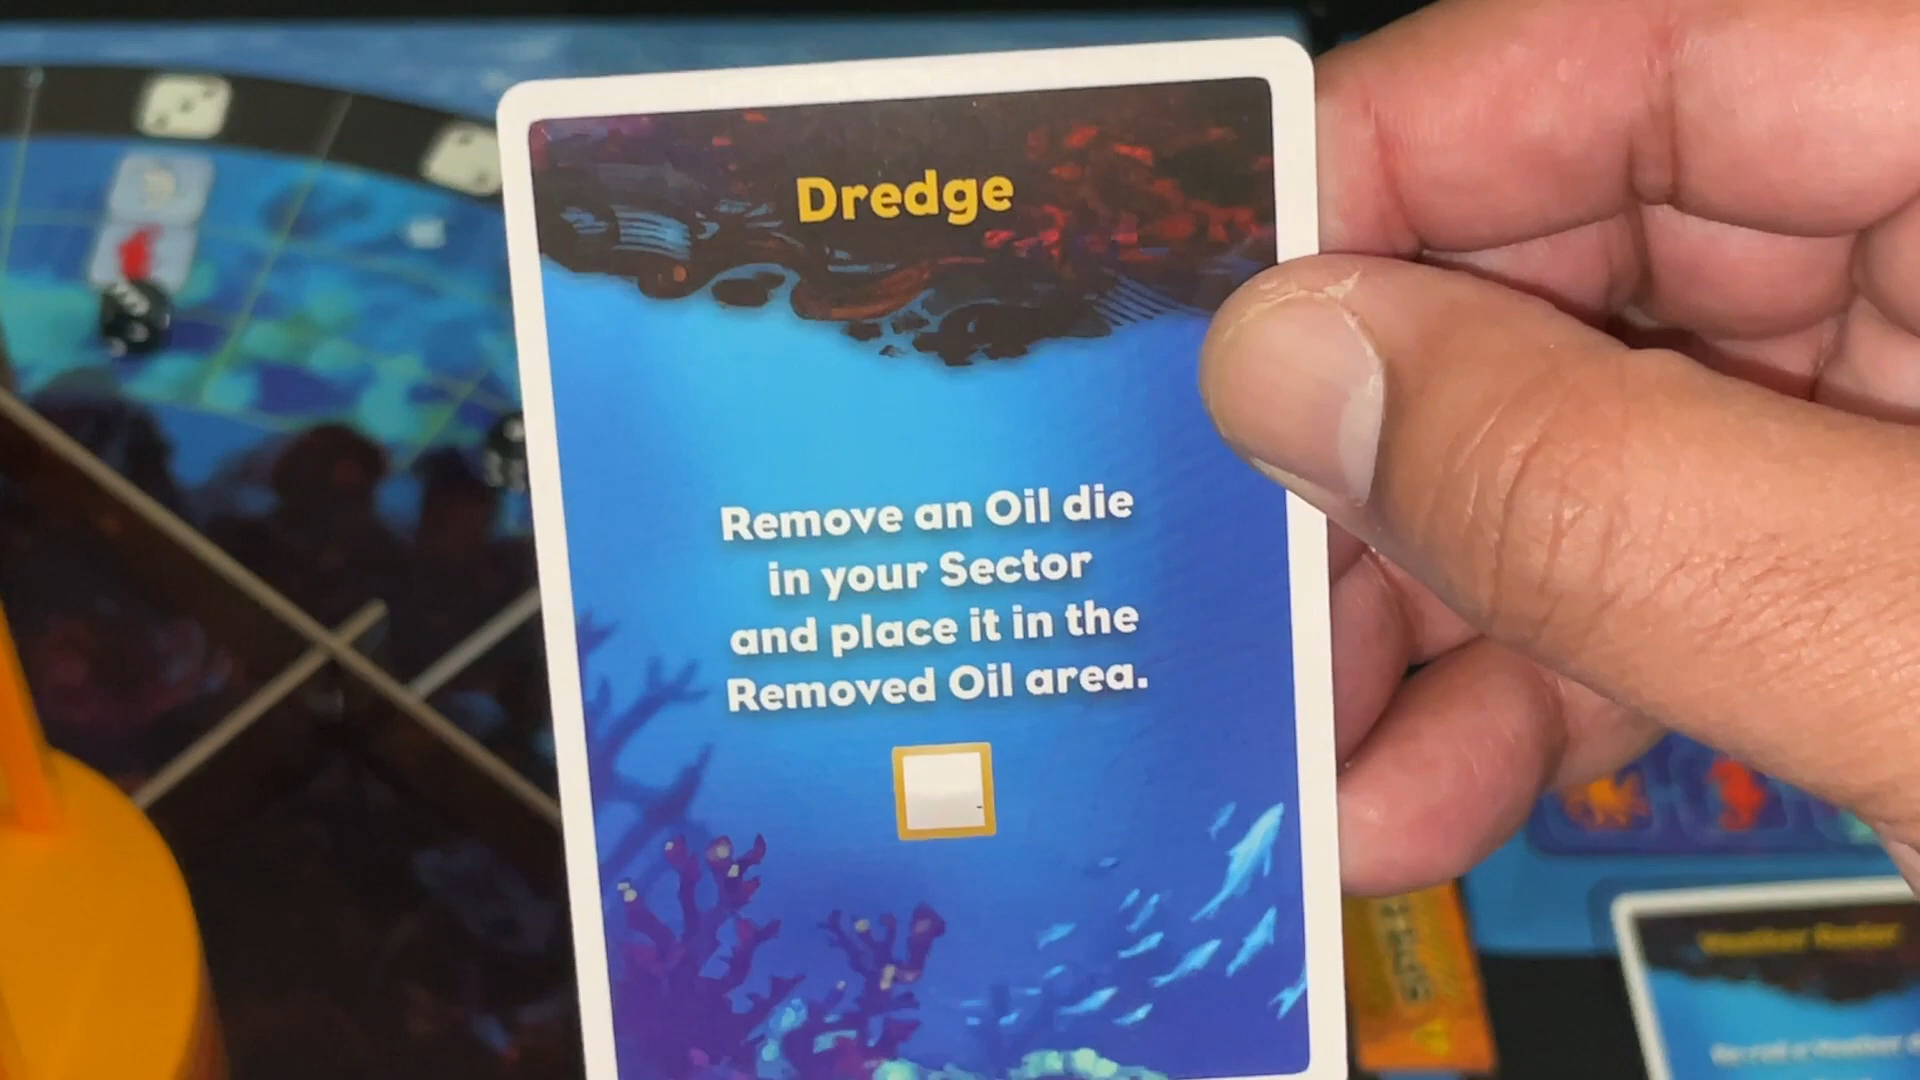 Dredge
Remove an Oil die
in your Sector
and place it in the
Removed Oil area.